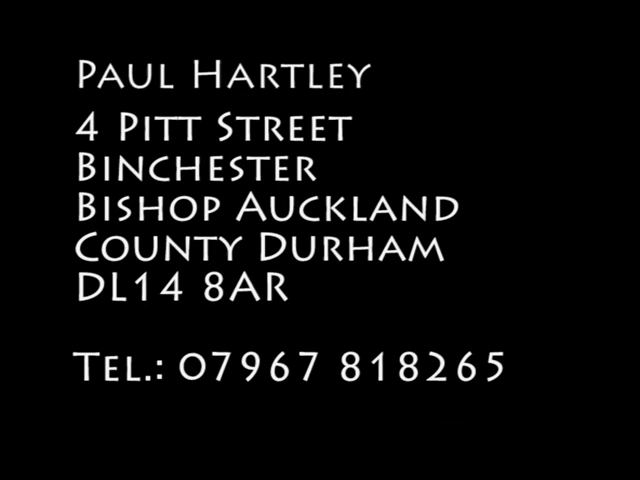 Paul Hartley
4 Pitt Street
Binchester
Bishop Auckland
County Durham
DL14 8AR
Tel.: 07967 818265